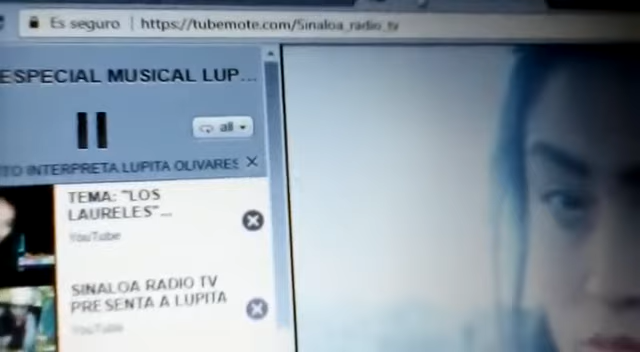 Es seguro | https://tubemote.com/Sinaloa_radio_tv
ESPECIAL MUSICAL LUP...
all
TO INTERPRETA LUPITA OLIVARES
TEMA: "LOS
LAURELES"...
YouTube
SINALOA RADIO TV
PRESENTA A LUPITA
YouTube